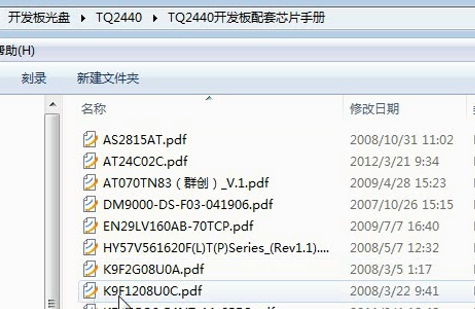 开发板光盘 ▶ TQ2440 ▶ TQ2440开发板配套芯片手册
帮助(H)
刻录 新建文件夹
名称 修改日期
AS2815AT.pdf 2008/10/31 11:02
AT24C02C.pdf 2012/3/21 9:34
AT070TN83（群创）_V.1.pdf 2009/4/28 15:23
DM9000-DS-F03-041906.pdf 2007/10/26 15:15
EN29LV160AB-70TCP.pdf 2009/7/7 16:40
HY57V561620F(L)T(P)Series_(Rev1.1).... 2008/5/7 12:32
K9F2G08U0A.pdf 2008/3/5 1:17
K9F1208U0C.pdf 2008/3/22 9:41